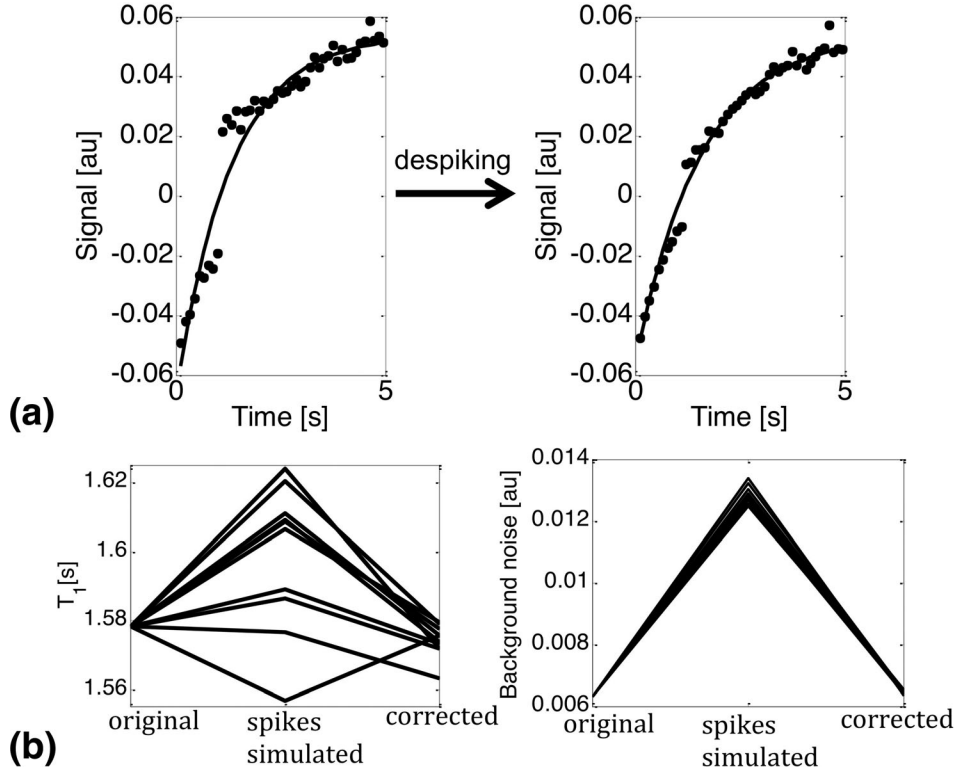 0.06
0.04
0.02
0
-0.02
-0.04
-0.06
Signal [au]
0
5
Time [s]
despiking
0.06
0.04
0.02
0
-0.02
-0.04
-0.06
Signal [au]
0
5
Time [s]
(a)
1.62
1.6
1.58
1.56
T1[s]
original
spikes
simulated
corrected
0.014
0.012
0.01
0.008
0.006
Background noise [au]
original
spikes
simulated
corrected
(b)